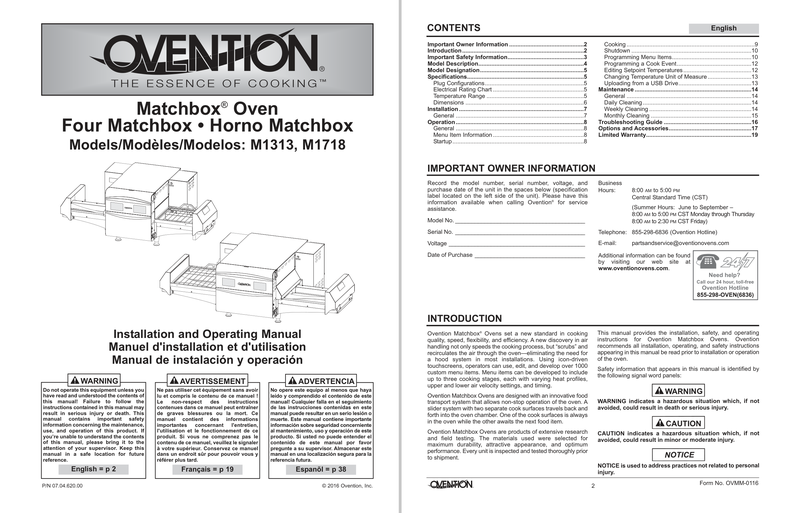 OVENTION®
THE ESSENCE OF COOKING™
Matchbox® Oven
Four Matchbox • Horno Matchbox
Models/Modèles/Modelos: M1313, M1718
Installation and Operating Manual
Manuel d'installation et d'utilisation
Manual de instalación y operación
WARNING
Do not operate this equipment unless you
have read and understood the contents of
this manual! Failure to follow the
instructions contained in this manual may
result in serious injury or death. This
manual contains important safety
information concerning the maintenance,
use, and operation of this product. If
you're unable to understand the contents
of this manual, please bring it to the
attention of your supervisor. Keep this
manual in a safe location for future
reference.
English = p 2
AVERTISSEMENT
Ne pas utiliser cet équipement sans avoir
lu et compris le contenu de ce manuel !
Le non-respect des instructions
contenues dans ce manuel peut entraîner
de graves blessures ou la mort. Ce
manuel contient des informations
importantes concernant l'entretien,
l'utilisation et le fonctionnement de ce
produit. Si vous ne comprenez pas le
contenu de ce manuel, veuillez le signaler
à votre supérieur. Conservez ce manuel
dans un endroit sûr pour pouvoir vous y
référer plus tard.
Français = p 19
ADVERTENCIA
No opere este equipo al menos que haya
leído y comprendido el contenido de este
manual! Cualquier falla en el seguimiento
de las instrucciones contenidas en este
manual puede resultar en un serio lesión o
muerte. Este manual contiene importante
información sobre seguridad concerniente
al mantenimiento, uso y operación de este
producto. Si usted no puede entender el
contenido de este manual por favor
pregunte a su supervisor. Almacenar este
manual en una localización segura para la
referencia futura.
Espanõl = p 38
P/N 07.04.620.00
© 2016 Ovention, Inc.
CONTENTS
English
Important Owner Information ...2
Introduction ...2
Important Safety Information ...3
Model Description ...4
Model Designation ...5
Specifications ...5
Plug Configurations ...5
Electrical Rating Chart ...5
Temperature Range ...5
Dimensions ...6
Installation ...7
General ...7
Operation ...8
General ...8
Menu Item Information ...8
Startup ...8
Cooking ...9
Shutdown ...10
Programming Menu Items ...10
Programming a Cook Event ...12
Editing Setpoint Temperatures ...12
Changing Temperature Unit of Measure ...13
Uploading from a USB Drive ...13
Maintenance ...14
General ...14
Daily Cleaning ...14
Weekly Cleaning ...14
Monthly Cleaning ...15
Troubleshooting Guide ...16
Options and Accessories ...17
Limited Warranty ...19
IMPORTANT OWNER INFORMATION
Record the model number, serial number, voltage, and
purchase date of the unit in the spaces below (specification
label located on the left side of the unit). Please have this
information available when calling Ovention® for service
assistance.
Model No.
Serial No.
Voltage
Date of Purchase
Business
Hours: 8:00 AM to 5:00 PM
Central Standard Time (CST)
(Summer Hours: June to September –
8:00 AM to 5:00 PM CST Monday through Thursday
8:00 AM to 2:30 PM CST Friday)
Telephone: 855-298-6836 (Ovention Hotline)
E-mail: partsandservice@oventionovens.com
Additional information can be found
by visiting our web site at
www.oventionovens.com.
24/7
Need help?
Call our 24 hour, toll-free
Ovention Hotline
855-298-OVEN(6836)
INTRODUCTION
Ovention Matchbox® Ovens set a new standard in cooking
quality, speed, flexibility, and efficiency. A new discovery in air
handling not only speeds the cooking process, but "scrubs" and
recirculates the air through the oven—eliminating the need for
a hood system in most installations. Using icon-driven
touchscreens, operators can use, edit, and develop over 1000
custom menu items. Menu items can be developed to include
up to three cooking stages, each with varying heat profiles,
upper and lower air velocity settings, and timing.
Ovention Matchbox Ovens are designed with an innovative food
transport system that allows non-stop operation of the oven. A
slider system with two separate cook surfaces travels back and
forth into the oven chamber. One of the cook surfaces is always
in the oven while the other awaits the next food item.
Ovention Matchbox Ovens are products of extensive research
and field testing. The materials used were selected for
maximum durability, attractive appearance, and optimum
performance. Every unit is inspected and tested thoroughly prior
to shipment.
This manual provides the installation, safety, and operating
instructions for Ovention Matchbox Ovens. Ovention
recommends all installation, operating, and safety instructions
appearing in this manual be read prior to installation or operation
of the oven.
Safety information that appears in this manual is identified by
the following signal word panels:
WARNING
WARNING indicates a hazardous situation which, if not
avoided, could result in death or serious injury.
CAUTION
CAUTION indicates a hazardous situation which, if not
avoided, could result in minor or moderate injury.
NOTICE
NOTICE is used to address practices not related to personal
injury.
OVENTION
2
Form No. OVMM-0116